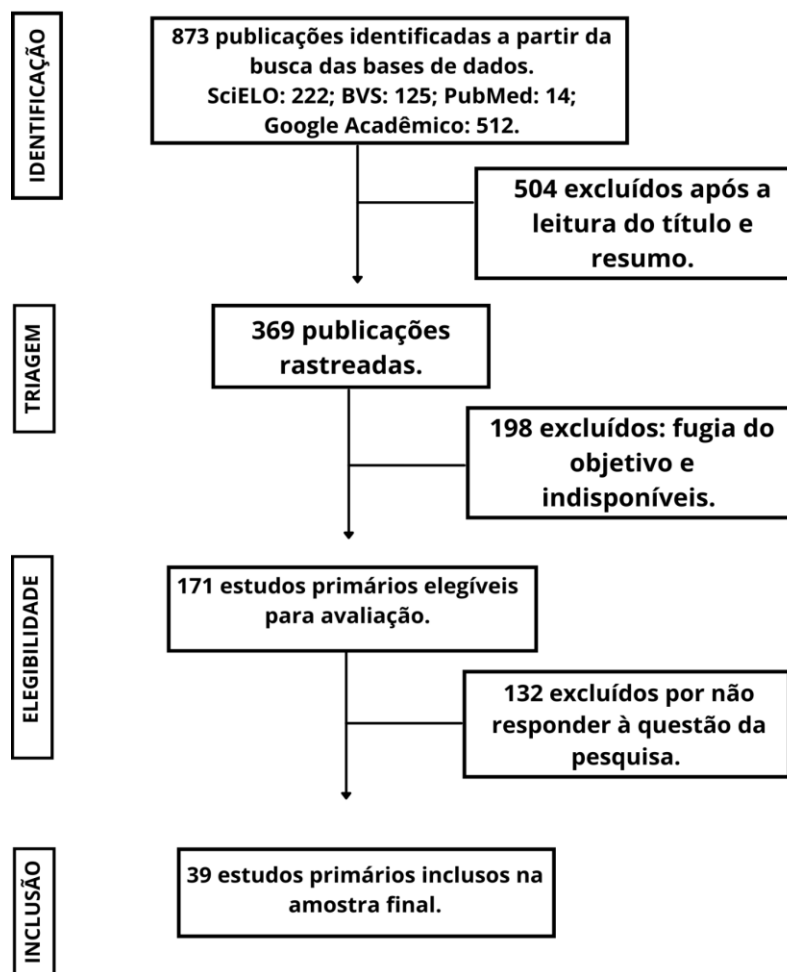 IDENTIFICAÇÃO
873 publicações identificadas a partir da
busca das bases de dados.
SciELO: 222; BVS: 125; PubMed: 14;
Google Acadêmico: 512.
504 excluídos após a
leitura do título e
resumo.
TRIAGEM
369 publicações
rastreadas.
198 excluídos: fugia do
objetivo e
indisponíveis.
ELEGIBILIDADE
171 estudos primários elegíveis
para avaliação.
132 excluídos por não
responder à questão da
pesquisa.
INCLUSÃO
39 estudos primários inclusos na
amostra final.